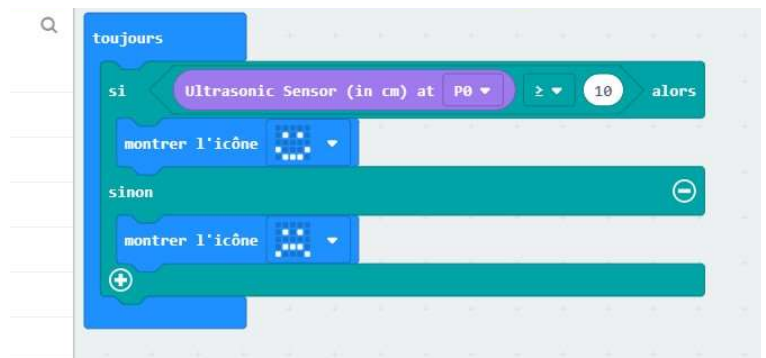 toujours
si Ultrasonic Sensor (in cm) at P0 ≥ 10 alors
montrer l'icône
sinon
montrer l'icône